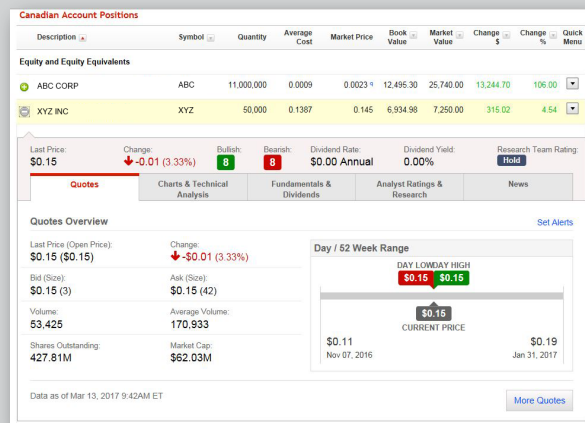 Canadian Account Positions
Description Symbol Quantity Average Cost Market Price Book Value Market Value Change $ Change % Quick Menu
Equity and Equity Equivalents
ABC CORP ABC 11,000,000 0.0009 0.0023 q 12,495.30 25,740.00 13,244.70 106.00
XYZ INC XYZ 50,000 0.1387 0.145 6,934.98 7,250.00 315.02 4.54
Last Price: Change: Bullish: Bearish: Dividend Rate: Dividend Yield: Research Team Rating:
$0.15 -0.01 (3.33%) 8 8 $0.00 Annual 0.00% Hold
Quotes Charts & Technical Analysis Fundamentals & Dividends Analyst Ratings & Research News
Quotes Overview Set Alerts
Last Price (Open Price): Change: Day / 52 Week Range
$0.15 ($0.15) -$0.01 (3.33%)
DAY LOWDAY HIGH
$0.15 $0.15
Bid (Size): Ask (Size):
$0.15 (3) $0.15 (42)
Volume: Average Volume:
53,425 170,933
$0.15
CURRENT PRICE
Shares Outstanding: Market Cap:
427.81M $62.03M
$0.11 $0.19
Nov 07, 2016 Jan 31, 2017
Data as of Mar 13, 2017 9:42AM ET More Quotes